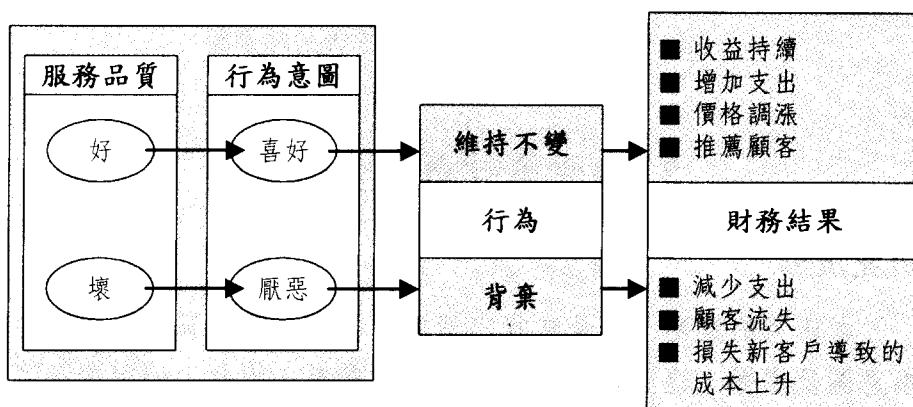 服務品質
好
壞
行為意圖
喜好
厭惡
維持不變
行為
背棄
■ 收益持續
■ 增加支出
■ 價格調漲
■ 推薦顧客
財務結果
■ 減少支出
■ 顧客流失
■ 損失新客戶導致的
成本上升